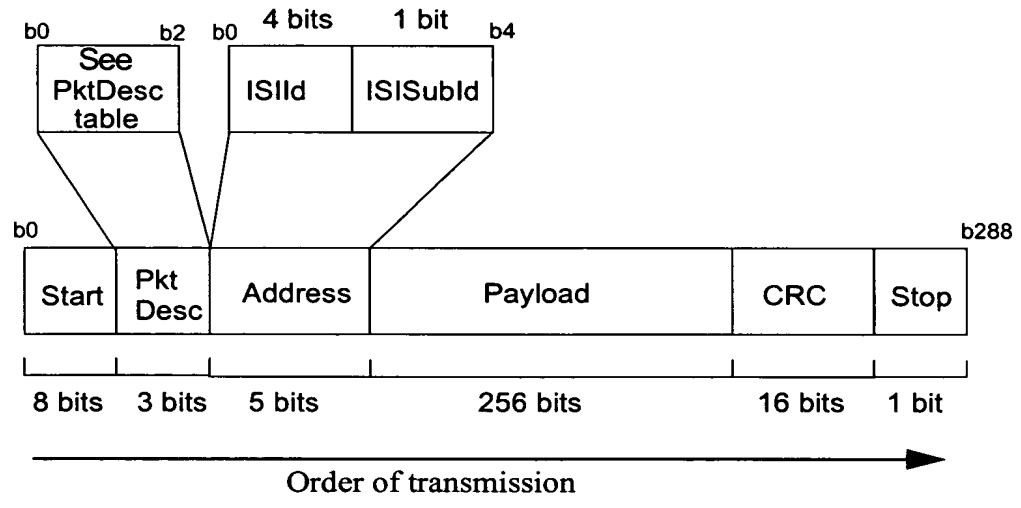 4 bits 1 bit
b0 b2 b0 b4
See
PktDesc
table
ISIId ISISubId
b0 b288
Start Pkt Desc Address Payload CRC Stop
8 bits 3 bits 5 bits 256 bits 16 bits 1 bit
Order of transmission